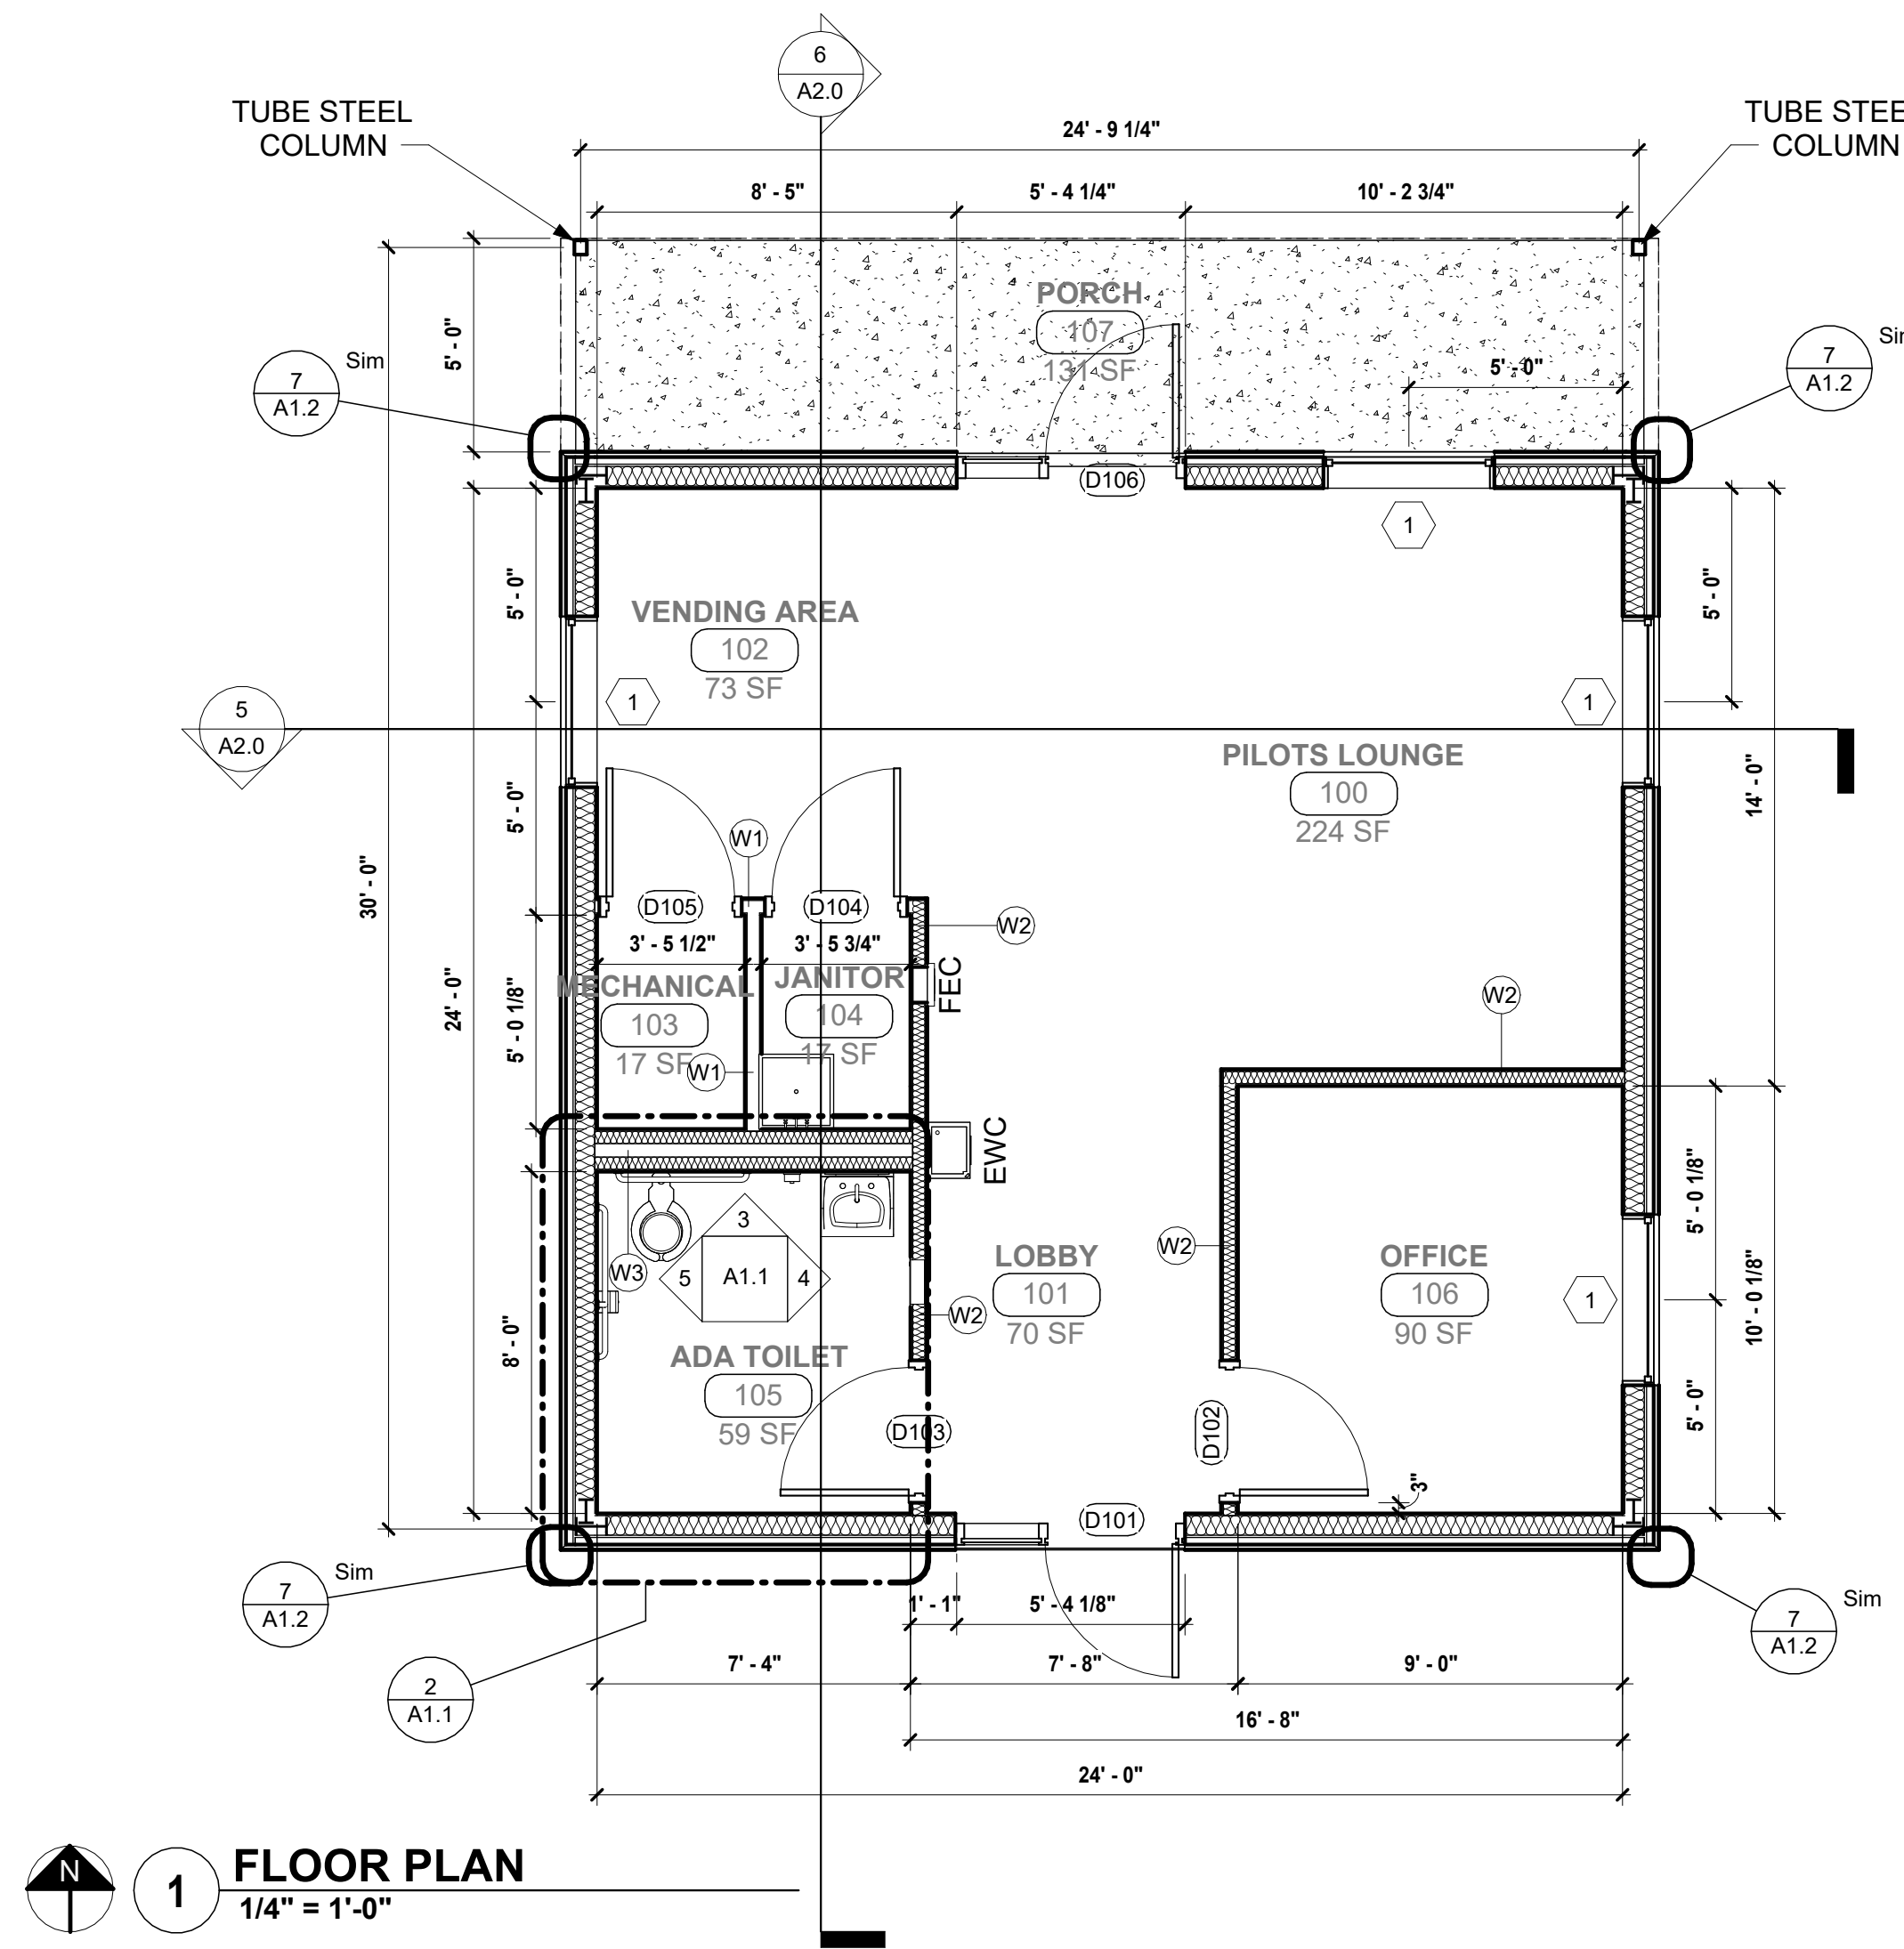 6
A2.0
TUBE STEEL
COLUMN
TUBE STEE
COLUMN
24' - 9 1/4"
8' - 5"
5' - 4 1/4"
10' - 2 3/4"
PORCH
107
131 SF
5' - 0"
5' - 0"
7
A1.2
Sim
7
A1.2
D106
1
5' - 0"
5' - 0"
VENDING AREA
102
73 SF
1
1
5
A2.0
PILOTS LOUNGE
100
224 SF
14' - 0"
5' - 0"
W1
30' - 0"
D105
D104
W2
3' - 5 1/2"
3' - 5 3/4"
MECHANICAL
103
17 SF
JANITOR
104
17 SF
FEC
W2
24' - 0"
5' - 0 1/8"
W1
EWC
5' - 0 1/8"
3
5
A1.1
4
W3
W2
LOBBY
101
70 SF
OFFICE
106
90 SF
1
W2
10' - 0 1/8"
8' - 0"
ADA TOILET
105
59 SF
D103
D102
5' - 0"
3"
D101
7
A1.2
Sim
1' - 1"
5' - 4 1/8"
7
A1.2
Sim
7' - 4"
7' - 8"
9' - 0"
2
A1.1
16' - 8"
24' - 0"
N
1
FLOOR PLAN
1/4" = 1'-0"